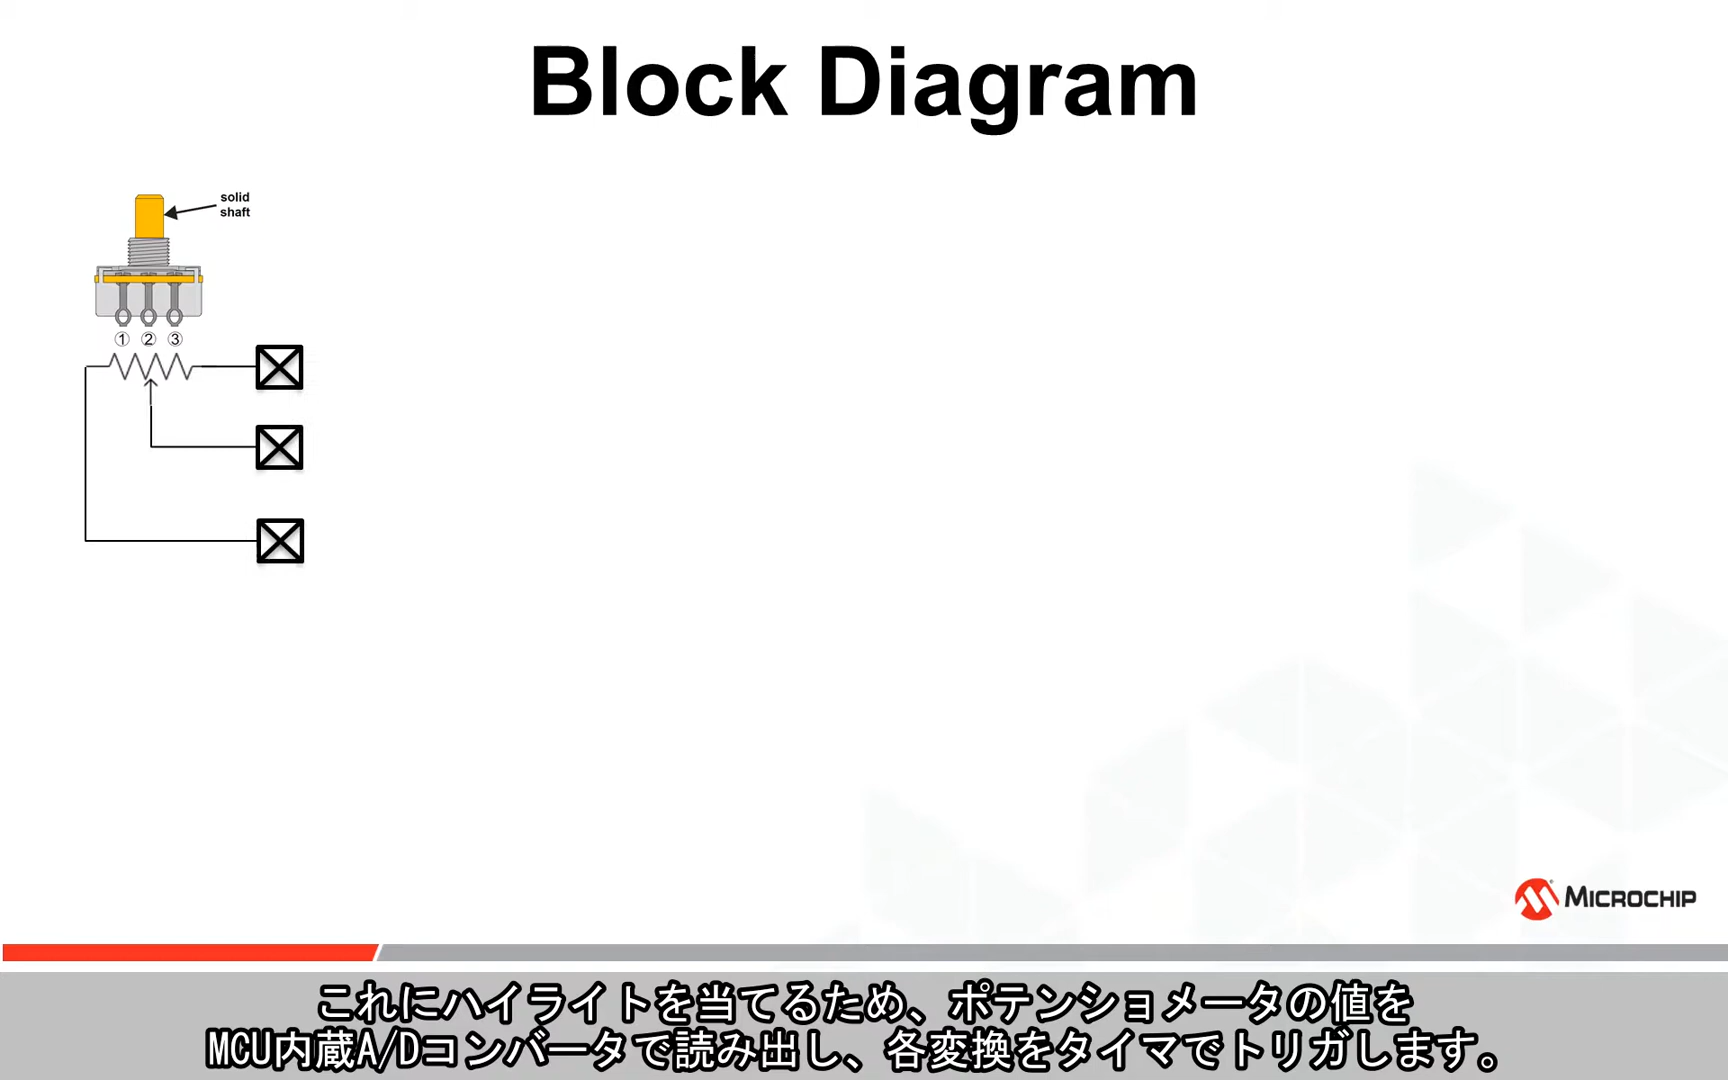 Block Diagram
solid
shaft
① ② ③
MICROCHIP
これにハイライトを当てるため、ポテンショメータの値を
MCU内蔵A/Dコンバータで読み出し、各変換をタイマでトリガします。